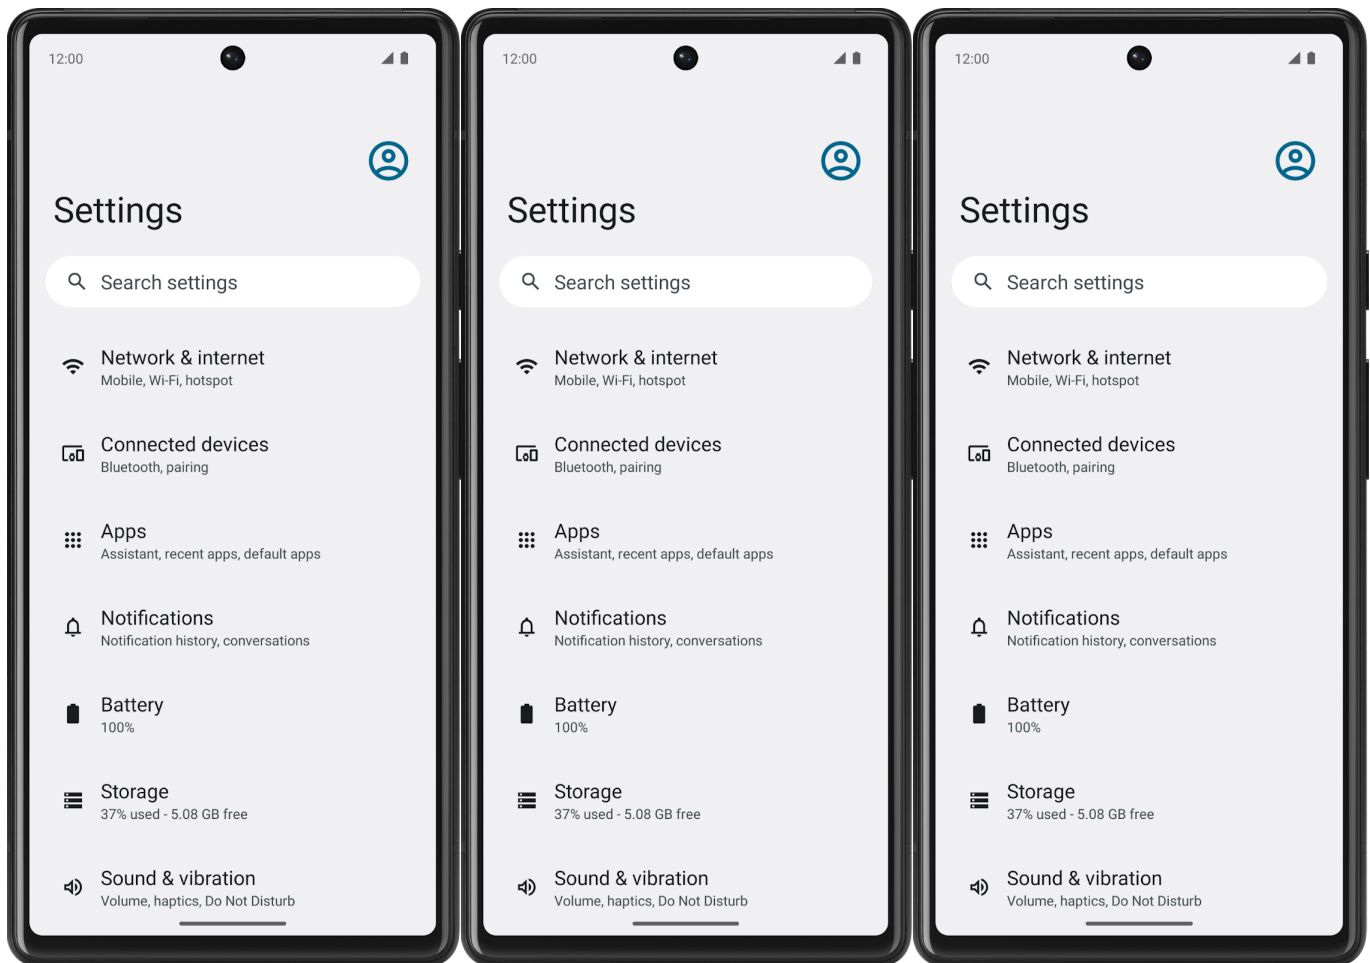 12:00
Settings
Search settings
Network & internet
Mobile, Wi-Fi, hotspot
Connected devices
Bluetooth, pairing
Apps
Assistant, recent apps, default apps
Notifications
Notification history, conversations
Battery
100%
Storage
37% used - 5.08 GB free
Sound & vibration
Volume, haptics, Do Not Disturb
12:00
Settings
Search settings
Network & internet
Mobile, Wi-Fi, hotspot
Connected devices
Bluetooth, pairing
Apps
Assistant, recent apps, default apps
Notifications
Notification history, conversations
Battery
100%
Storage
37% used - 5.08 GB free
Sound & vibration
Volume, haptics, Do Not Disturb
12:00
Settings
Search settings
Network & internet
Mobile, Wi-Fi, hotspot
Connected devices
Bluetooth, pairing
Apps
Assistant, recent apps, default apps
Notifications
Notification history, conversations
Battery
100%
Storage
37% used - 5.08 GB free
Sound & vibration
Volume, haptics, Do Not Disturb